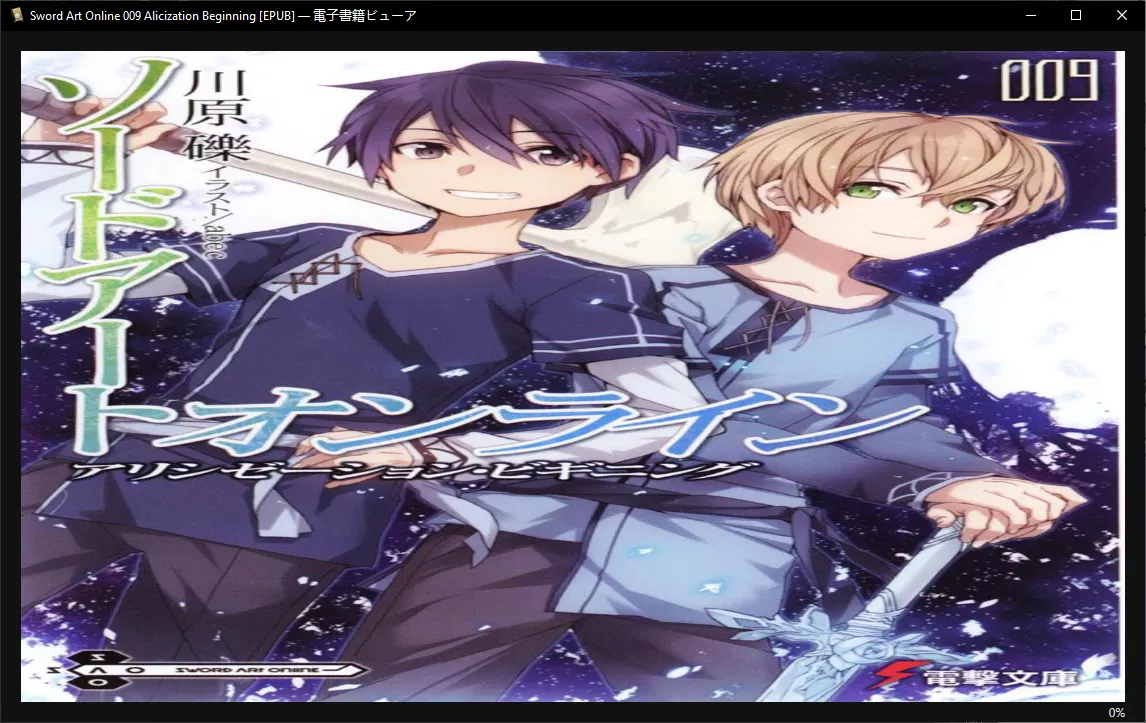 Sword Art Online 009 Alicization Beginning [EPUB] — 電子書籍ビューア
009
川原 礫
イラスト/abec
ソードアート
オンライン
アリシゼーション・ビギニング
S
S A O
O
SWORD ART ONLINE
電撃文庫
0%